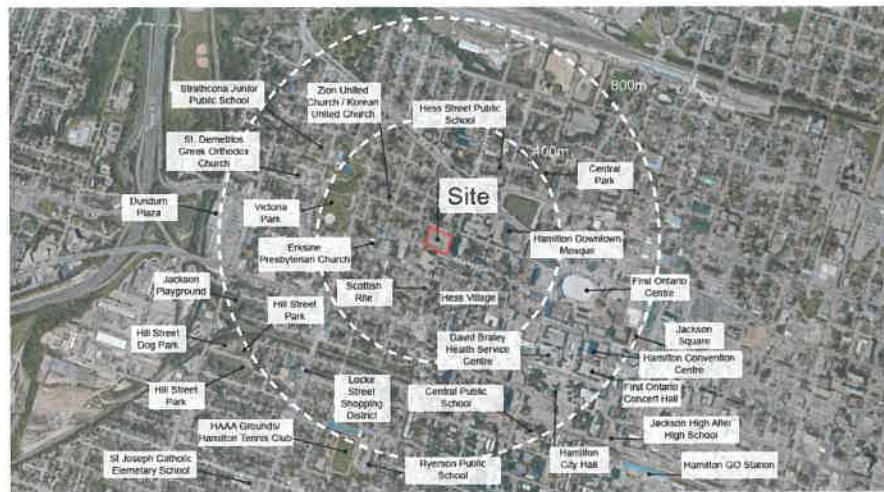 800m
Strathcona Junior
Public School
Zion United
Church / Korean
United Church
Hess Street Public
School
400m
St. Demetrios
Greek Orthodox
Church
Central
Park
Dundurn
Plaza
Victoria
Park
Site
Erksine
Presbyterian Church
Hamilton Downtown
Mosque
Jackson
Playground
Scottish
Rite
Hess Village
First Ontario
Centre
Hill Street
Park
Hill Street
Dog Park
David Braley
Health Service
Centre
Jackson
Square
Hamilton Convention
Centre
Hill Street
Park
Locke
Street
Shopping
District
Central Public
School
First Ontario
Concert Hall
HAAA Grounds/
Hamilton Tennis Club
Jackson High Alter
High School
St Joseph Catholic
Elemetary School
Ryerson Public
School
Hamilton
City Hall
Hamilton GO Station